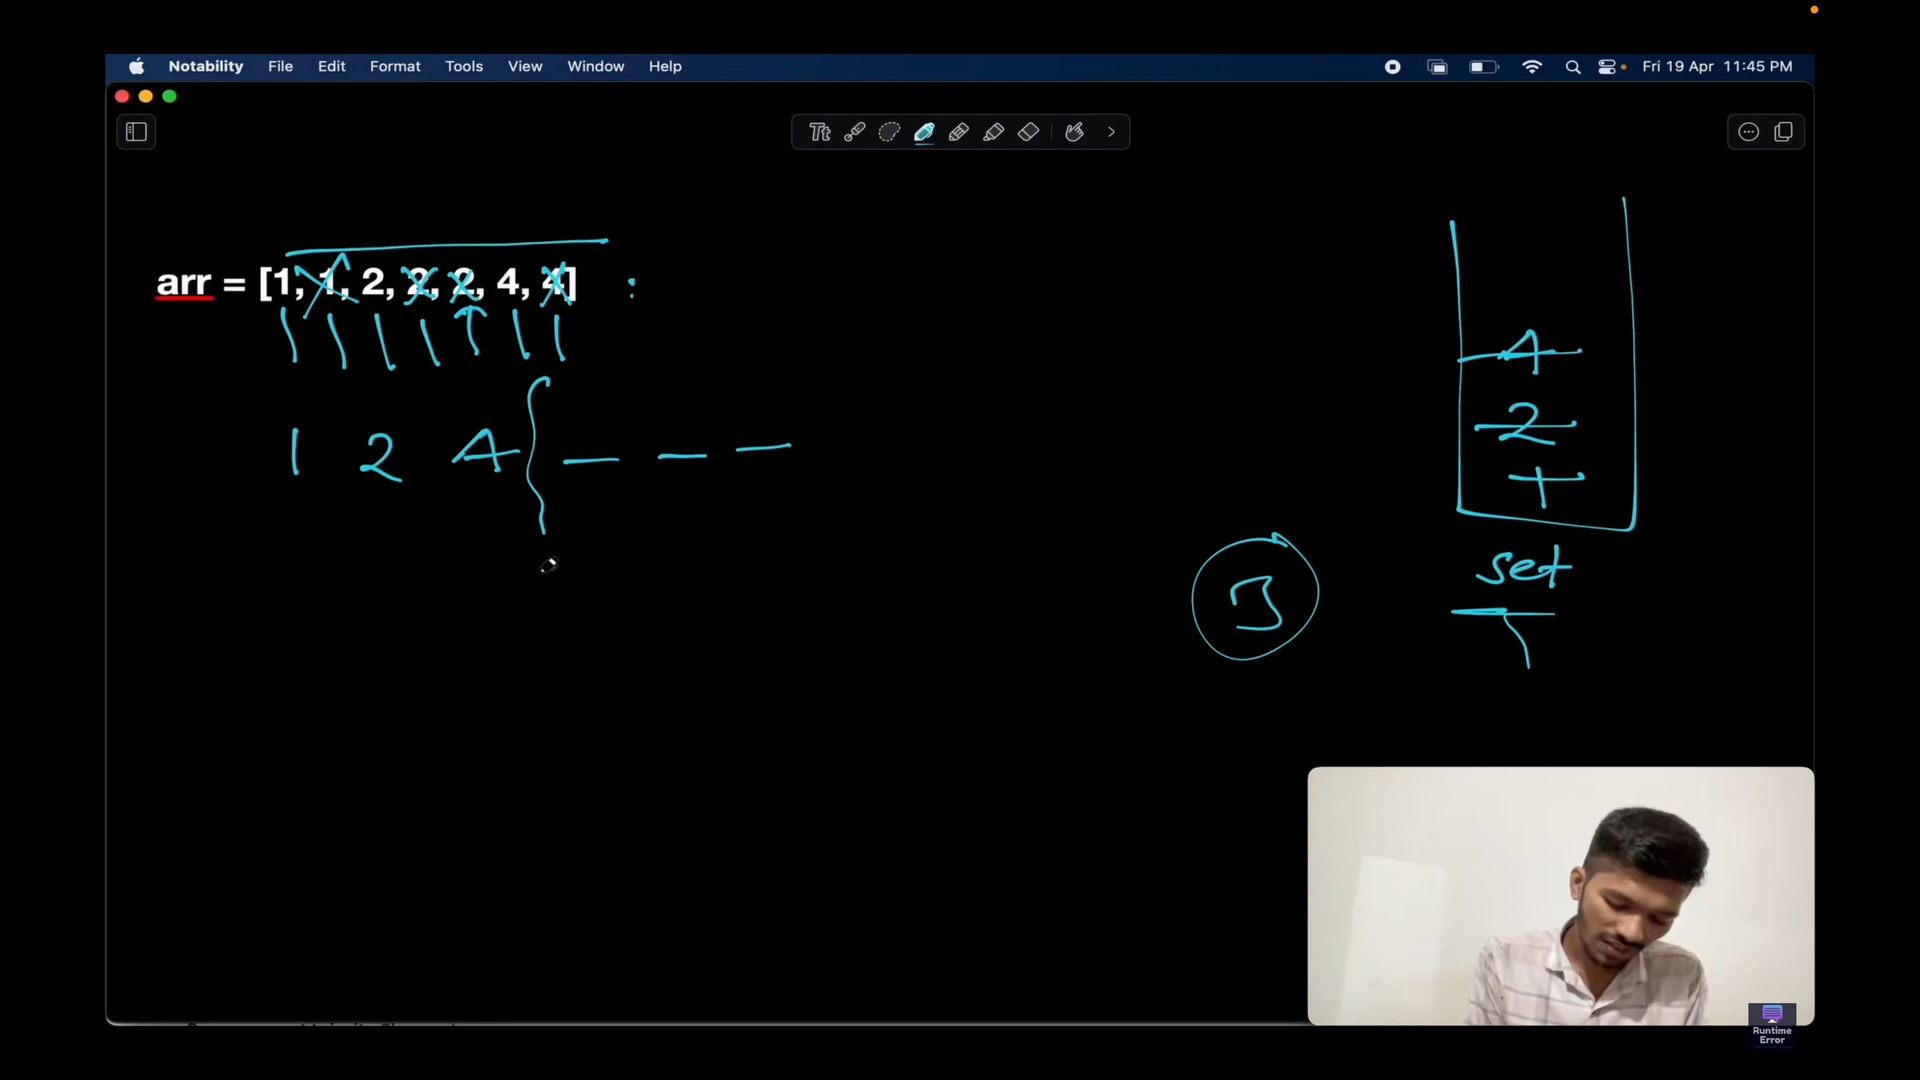 Notability File Edit Format Tools View Window Help Fri 19 Apr 11:45 PM
Tt
arr = [1, 1, 2, 2, 2, 4, 4] :
1 2 4
4
2
1
set
3
Runtime
Error